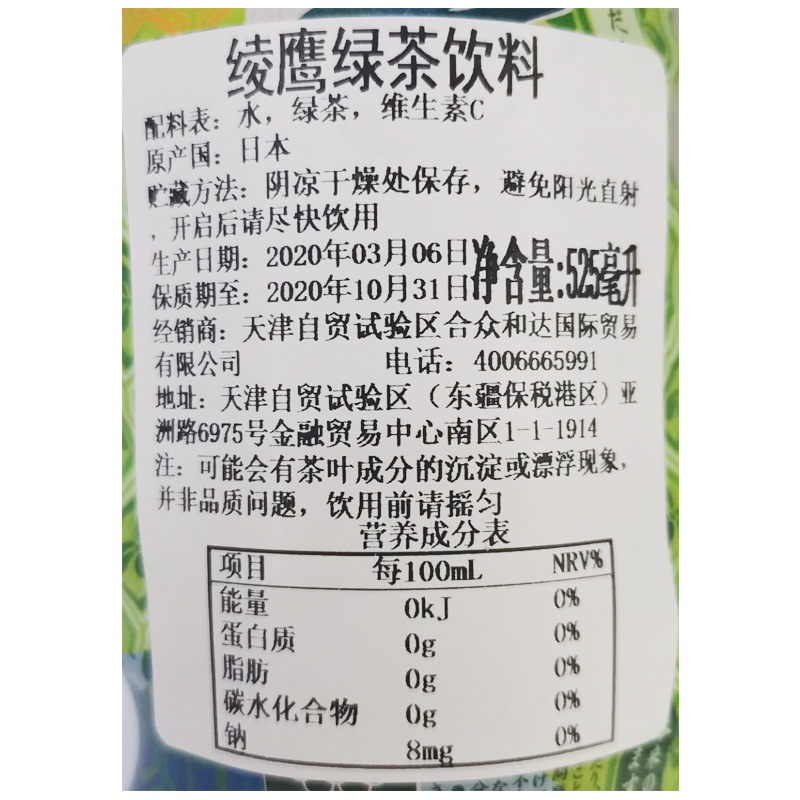 绫鹰绿茶饮料
配料表：水，绿茶，维生素C
原产国：日本
贮藏方法：阴凉干燥处保存，避免阳光直射
，开启后请尽快饮用
生产日期：2020年03月06日
净含量:525毫升
保质期至：2020年10月31日
经销商：天津自贸试验区合众和达国际贸易
有限公司 电话：4006665991
地址：天津自贸试验区（东疆保税港区）亚
洲路6975号金融贸易中心南区1-1-1914
注：可能会有茶叶成分的沉淀或漂浮现象，
并非品质问题，饮用前请摇匀
营养成分表
项目 每100mL NRV%
能量 0kJ 0%
蛋白质 0g 0%
脂肪 0g 0%
碳水化合物 0g 0%
钠 8mg 0%